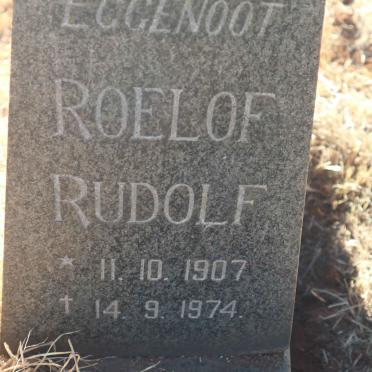 EGGENOOT
ROELOF
RUDOLF
* 11. 10. 1907
† 14. 9. 1974.